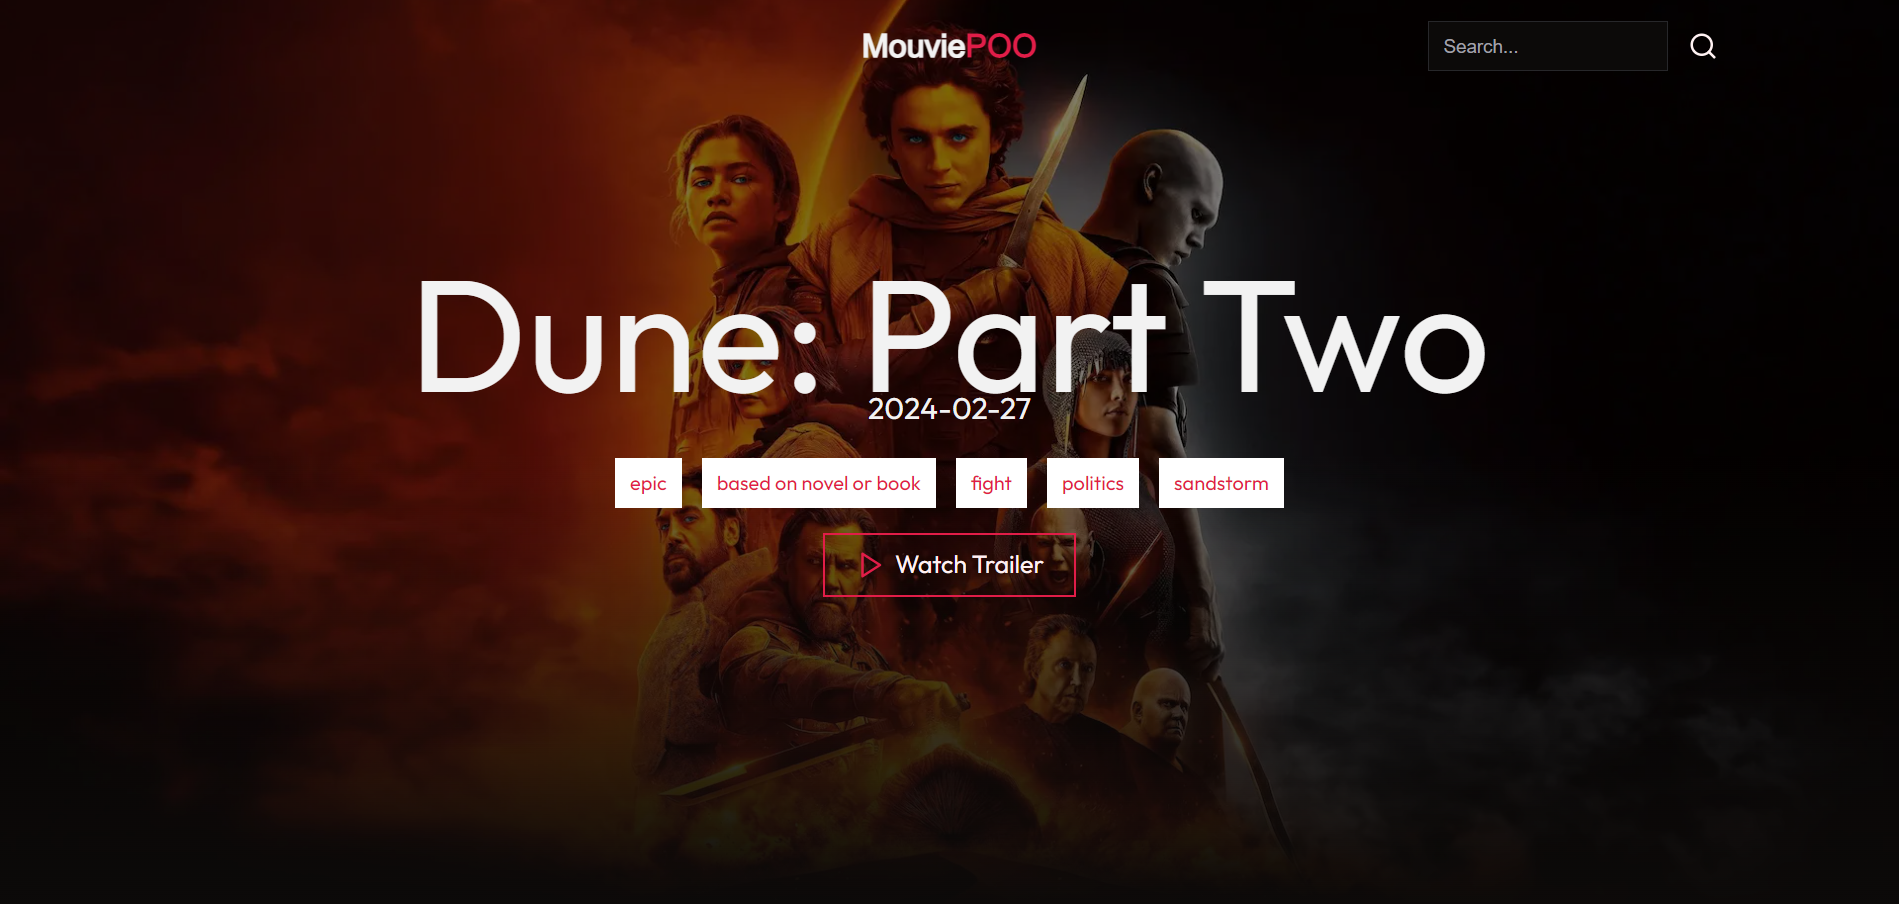 MouviePOO
Search...
Dune: Part Two
2024-02-27
epic
based on novel or book
fight
politics
sandstorm
Watch Trailer